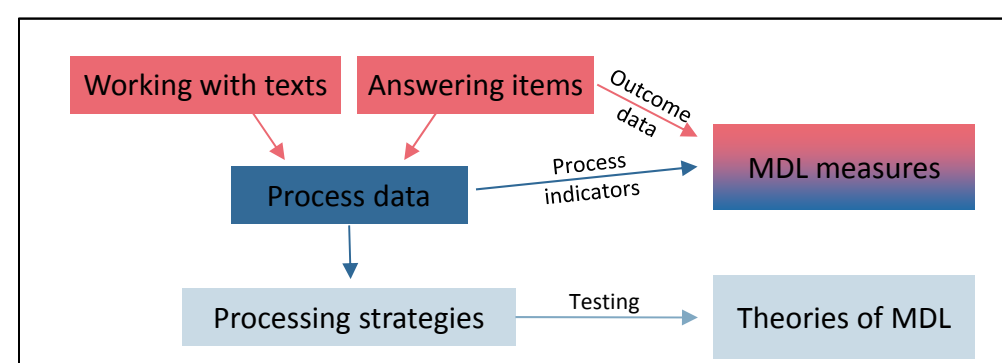 Working with texts
Answering items
Outcome
data
MDL measures
Process data
Process
indicators
Processing strategies
Testing
Theories of MDL